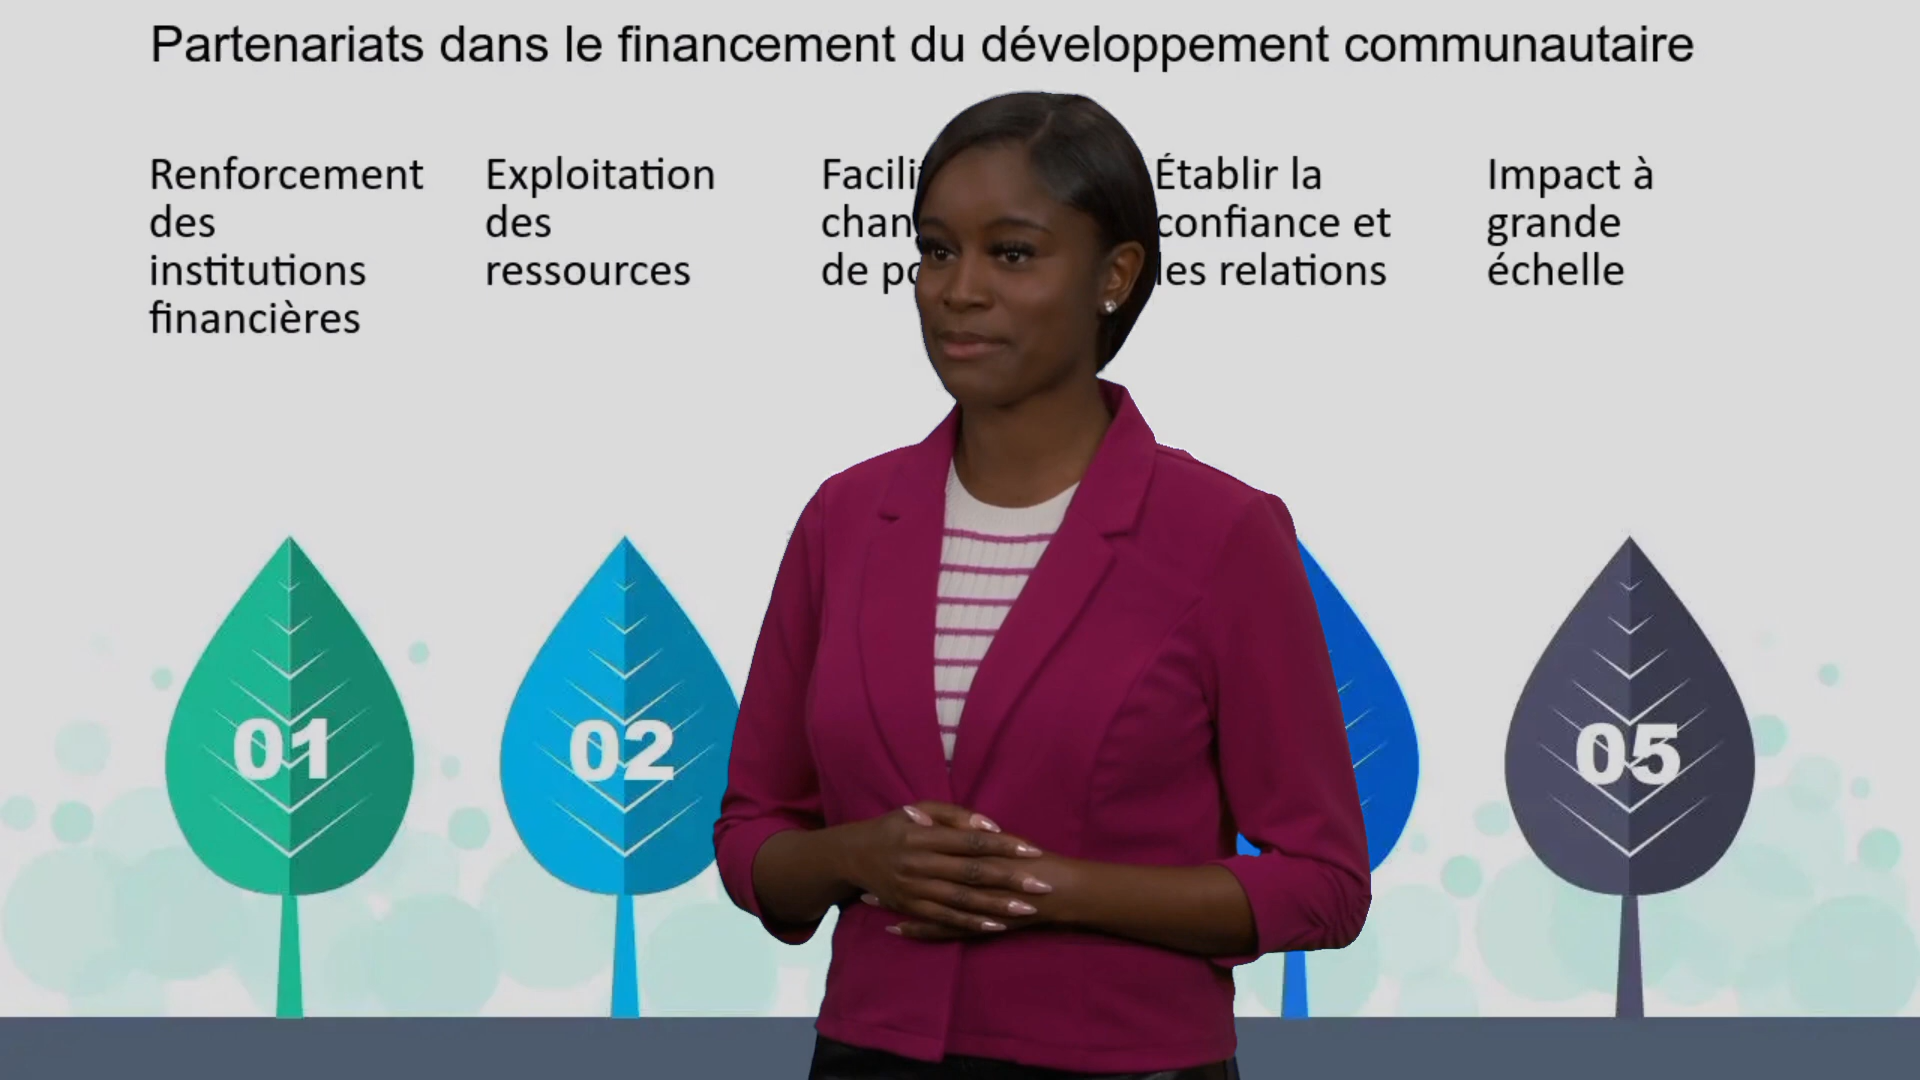 Partenariats dans le financement du développement communautaire
Renforcement
des
institutions
financières
Exploitation
des
ressources
de
Établir la
confiance et
les relations
Impact à
grande
échelle
01
02
05